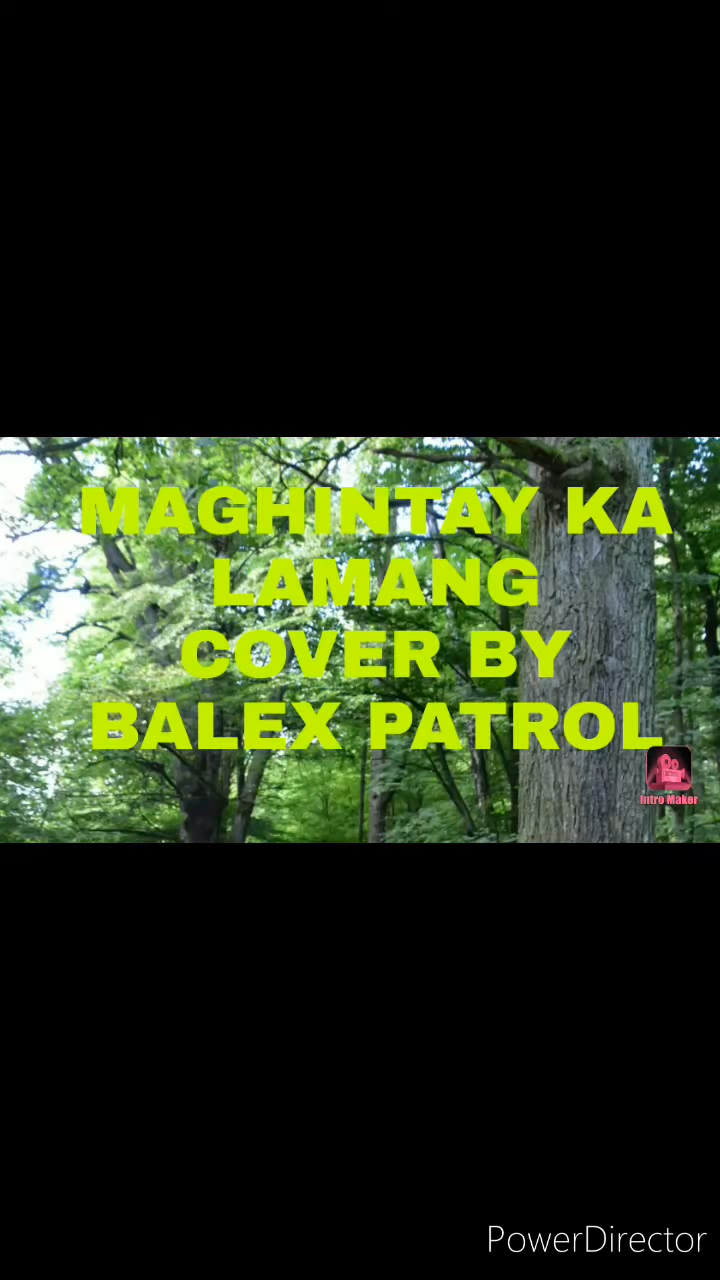 MAGHINTAY KA
LAMANG
COVER BY
BALEX PATROL
Intro Maker
PowerDirector